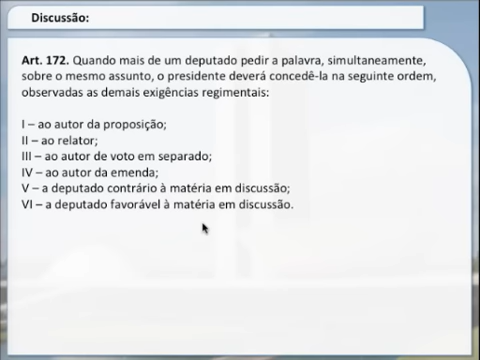 Discussão:
Art. 172. Quando mais de um deputado pedir a palavra, simultaneamente,
sobre o mesmo assunto, o presidente deverá concedê-la na seguinte ordem,
observadas as demais exigências regimentais:
I – ao autor da proposição;
II – ao relator;
III – ao autor de voto em separado;
IV – ao autor da emenda;
V – a deputado contrário à matéria em discussão;
VI – a deputado favorável à matéria em discussão.